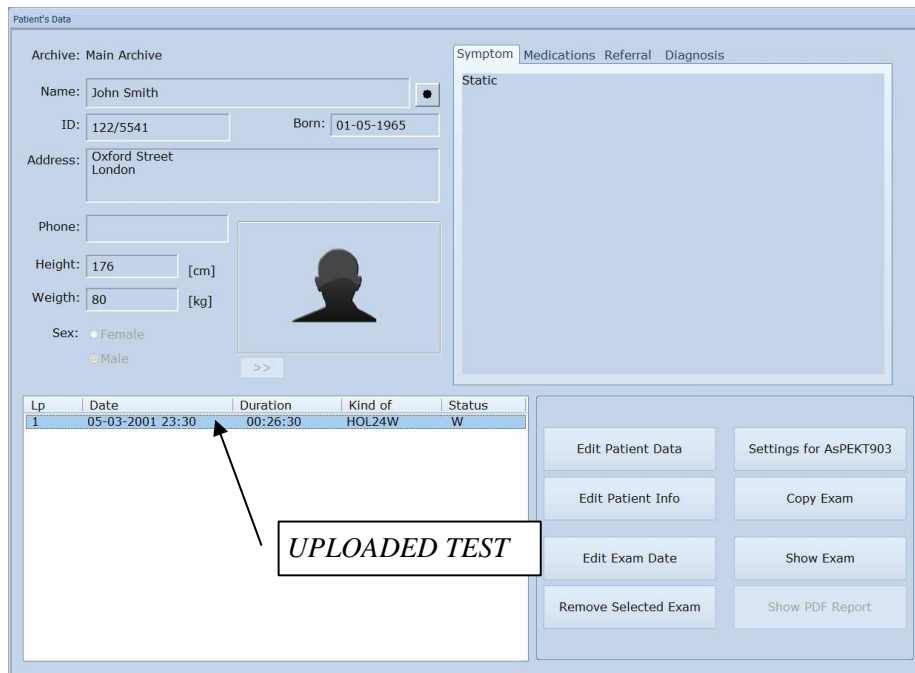 Patient's Data
Archive: Main Archive
Name: John Smith
ID: 122/5541 Born: 01-05-1965
Address: Oxford Street
London
Phone:
Height: 176 [cm]
Weigth: 80 [kg]
Sex: Female
Male
>>
Symptom Medications Referral Diagnosis
Static
Lp Date Duration Kind of Status
1 05-03-2001 23:30 00:26:30 HOL24W W
UPLOADED TEST
Edit Patient Data Settings for AsPEKT903
Edit Patient Info Copy Exam
Edit Exam Date Show Exam
Remove Selected Exam Show PDF Report